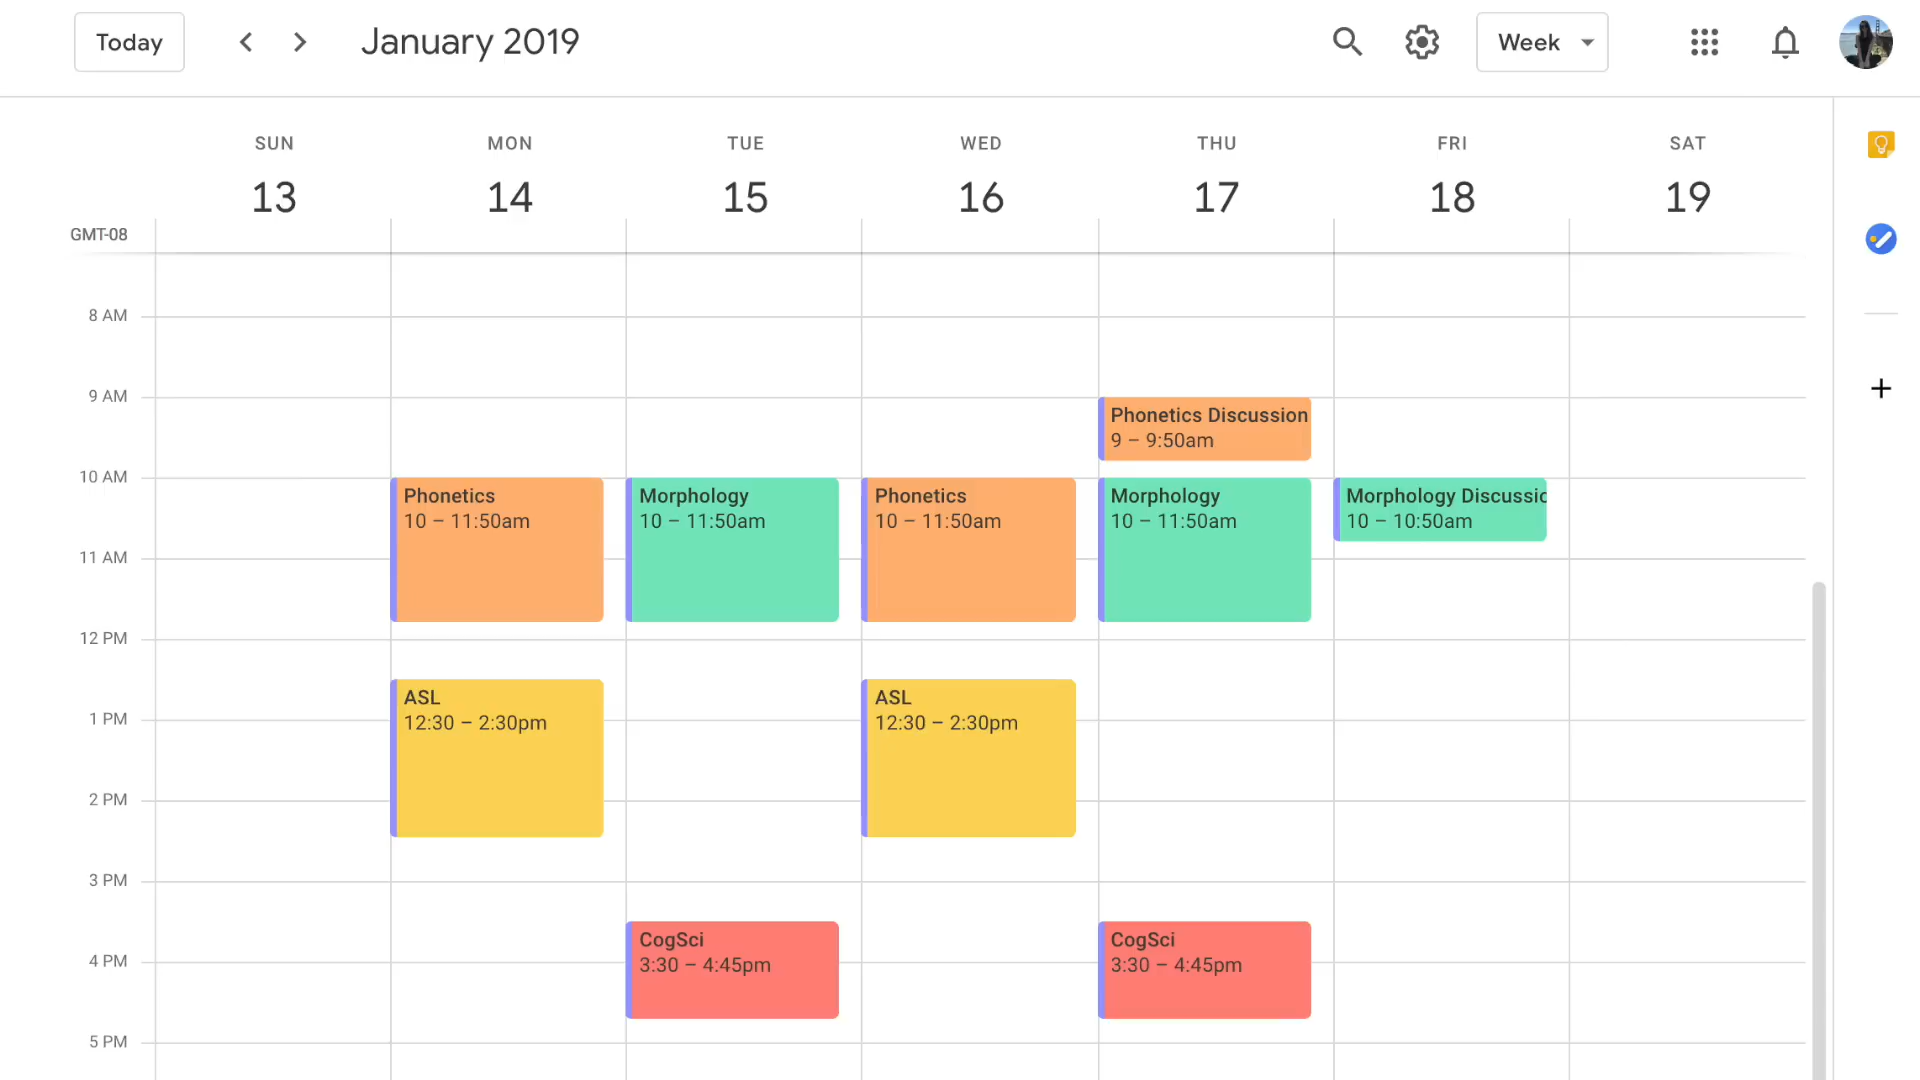 Today
January 2019
Week
SUN MON TUE WED THU FRI SAT
13 14 15 16 17 18 19
GMT-08
8 AM
9 AM
Phonetics Discussion
9 – 9:50am
10 AM
Phonetics
10 – 11:50am
Morphology
10 – 11:50am
Phonetics
10 – 11:50am
Morphology
10 – 11:50am
Morphology Discussic
10 – 10:50am
11 AM
12 PM
ASL
12:30 – 2:30pm
ASL
12:30 – 2:30pm
1 PM
2 PM
3 PM
CogSci
3:30 – 4:45pm
CogSci
3:30 – 4:45pm
4 PM
5 PM